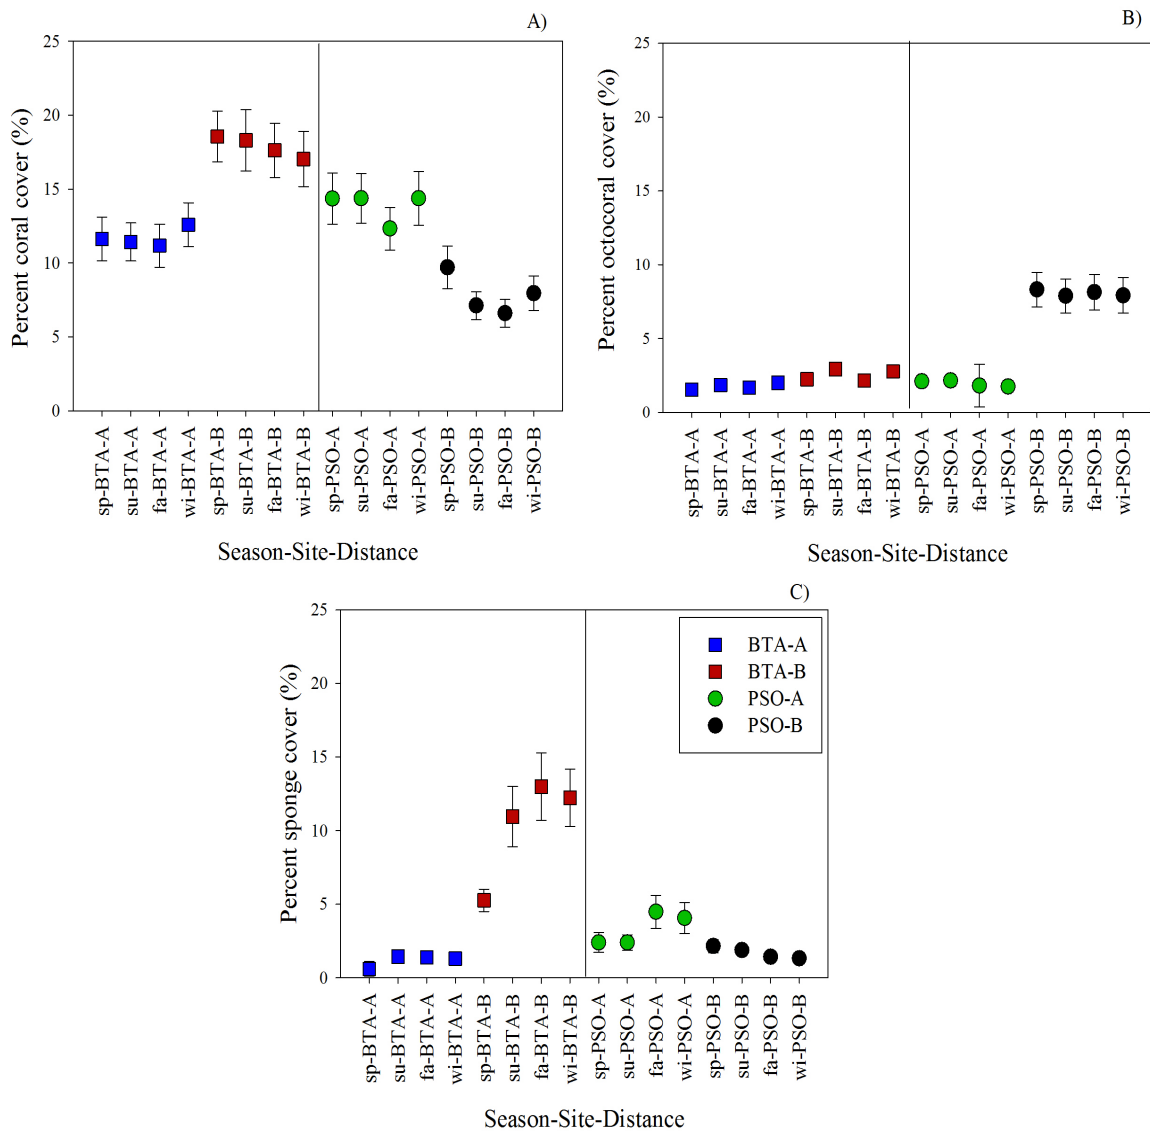 A)
Percent coral cover (%)
25
20
15
10
5
0
sp-BTA-A
su-BTA-A
fa-BTA-A
wi-BTA-A
sp-BTA-B
su-BTA-B
fa-BTA-B
wi-BTA-B
sp-PSO-A
su-PSO-A
fa-PSO-A
wi-PSO-A
sp-PSO-B
su-PSO-B
fa-PSO-B
wi-PSO-B
Season-Site-Distance
B)
Percent octocoral cover (%)
25
20
15
10
5
0
sp-BTA-A
su-BTA-A
fa-BTA-A
wi-BTA-A
sp-BTA-B
su-BTA-B
fa-BTA-B
wi-BTA-B
sp-PSO-A
su-PSO-A
fa-PSO-A
wi-PSO-A
sp-PSO-B
su-PSO-B
fa-PSO-B
wi-PSO-B
Season-Site-Distance
C)
Percent sponge cover (%)
25
20
15
10
5
0
BTA-A
BTA-B
PSO-A
PSO-B
sp-BTA-A
su-BTA-A
fa-BTA-A
wi-BTA-A
sp-BTA-B
su-BTA-B
fa-BTA-B
wi-BTA-B
sp-PSO-A
su-PSO-A
fa-PSO-A
wi-PSO-A
sp-PSO-B
su-PSO-B
fa-PSO-B
wi-PSO-B
Season-Site-Distance